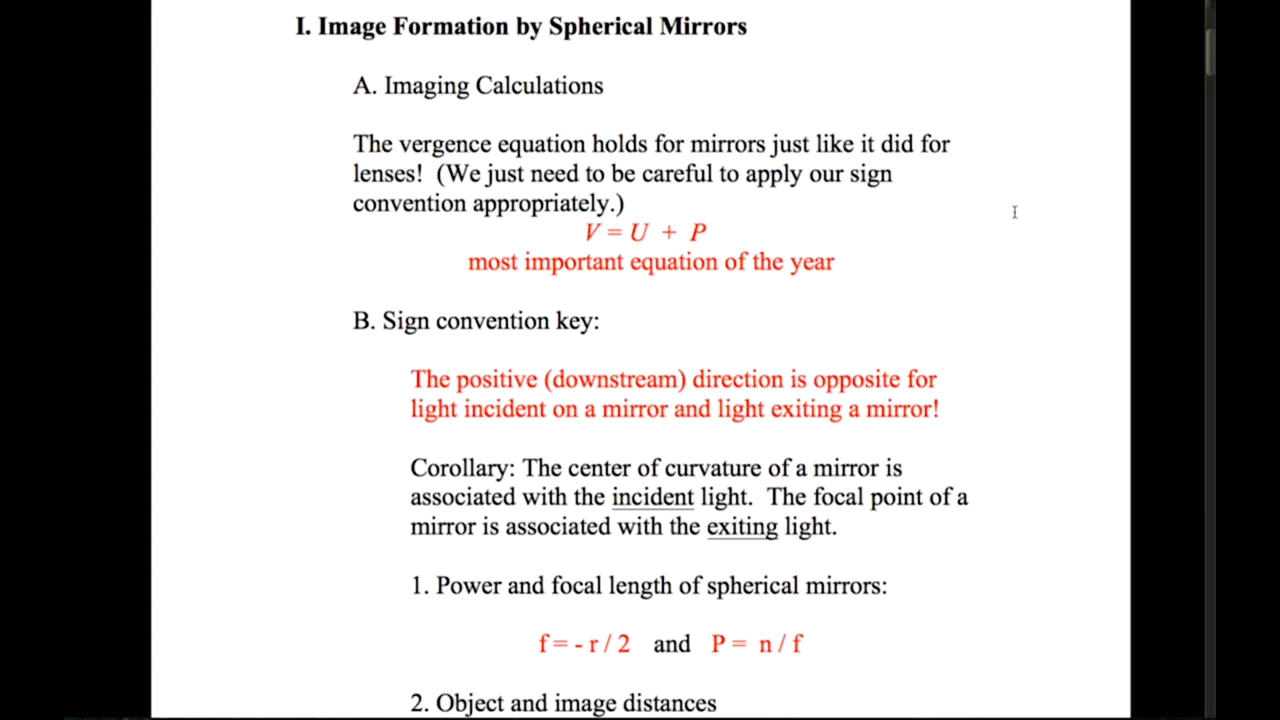 I. Image Formation by Spherical Mirrors
A. Imaging Calculations
The vergence equation holds for mirrors just like it did for
lenses!  (We just need to be careful to apply our sign
convention appropriately.)
V = U + P
most important equation of the year
B. Sign convention key:
The positive (downstream) direction is opposite for
light incident on a mirror and light exiting a mirror!
Corollary: The center of curvature of a mirror is
associated with the incident light.  The focal point of a
mirror is associated with the exiting light.
1. Power and focal length of spherical mirrors:
f = - r / 2 and P = n / f
2. Object and image distances